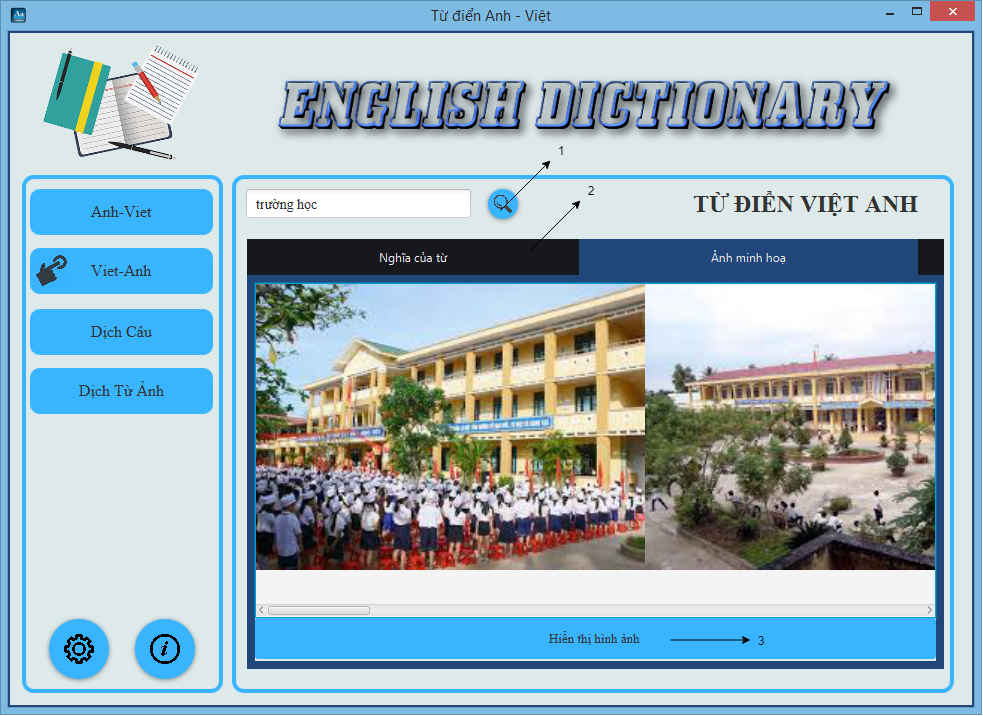 Từ điển Anh - Việt
ENGLISH DICTIONARY
1
2
Anh-Viet
Viet-Anh
Dịch Câu
Dịch Từ Ảnh
trường học
TỪ ĐIỂN VIỆT ANH
Nghĩa của từ
Ảnh minh hoạ
Hiển thị hình ảnh
3